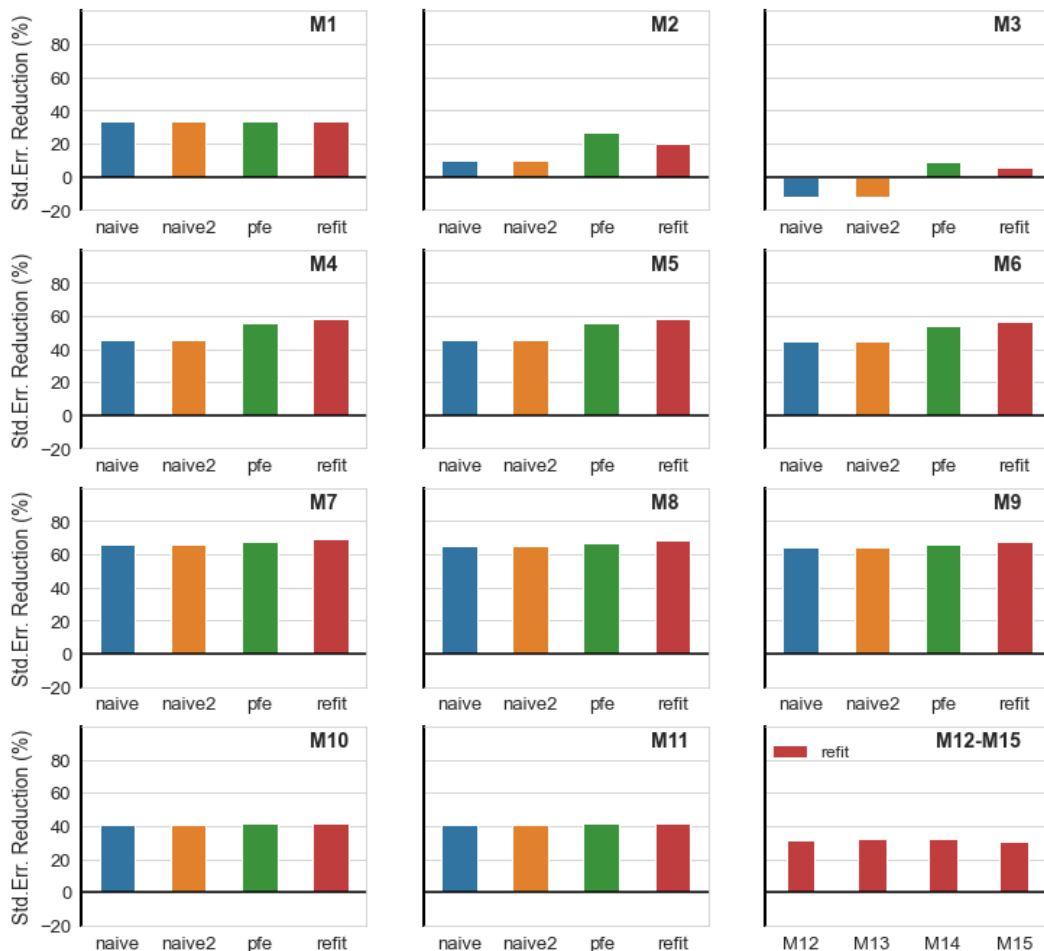 M1
M2
M3
Std.Err. Reduction (%)
80
60
40
20
0
−20
naive naive2 pfe refit
naive naive2 pfe refit
naive naive2 pfe refit
M4
M5
M6
Std.Err. Reduction (%)
80
60
40
20
0
−20
naive naive2 pfe refit
naive naive2 pfe refit
naive naive2 pfe refit
M7
M8
M9
Std.Err. Reduction (%)
80
60
40
20
0
−20
naive naive2 pfe refit
naive naive2 pfe refit
naive naive2 pfe refit
M10
M11
M12-M15
refit
Std.Err. Reduction (%)
80
60
40
20
0
−20
naive naive2 pfe refit
naive naive2 pfe refit
M12 M13 M14 M15